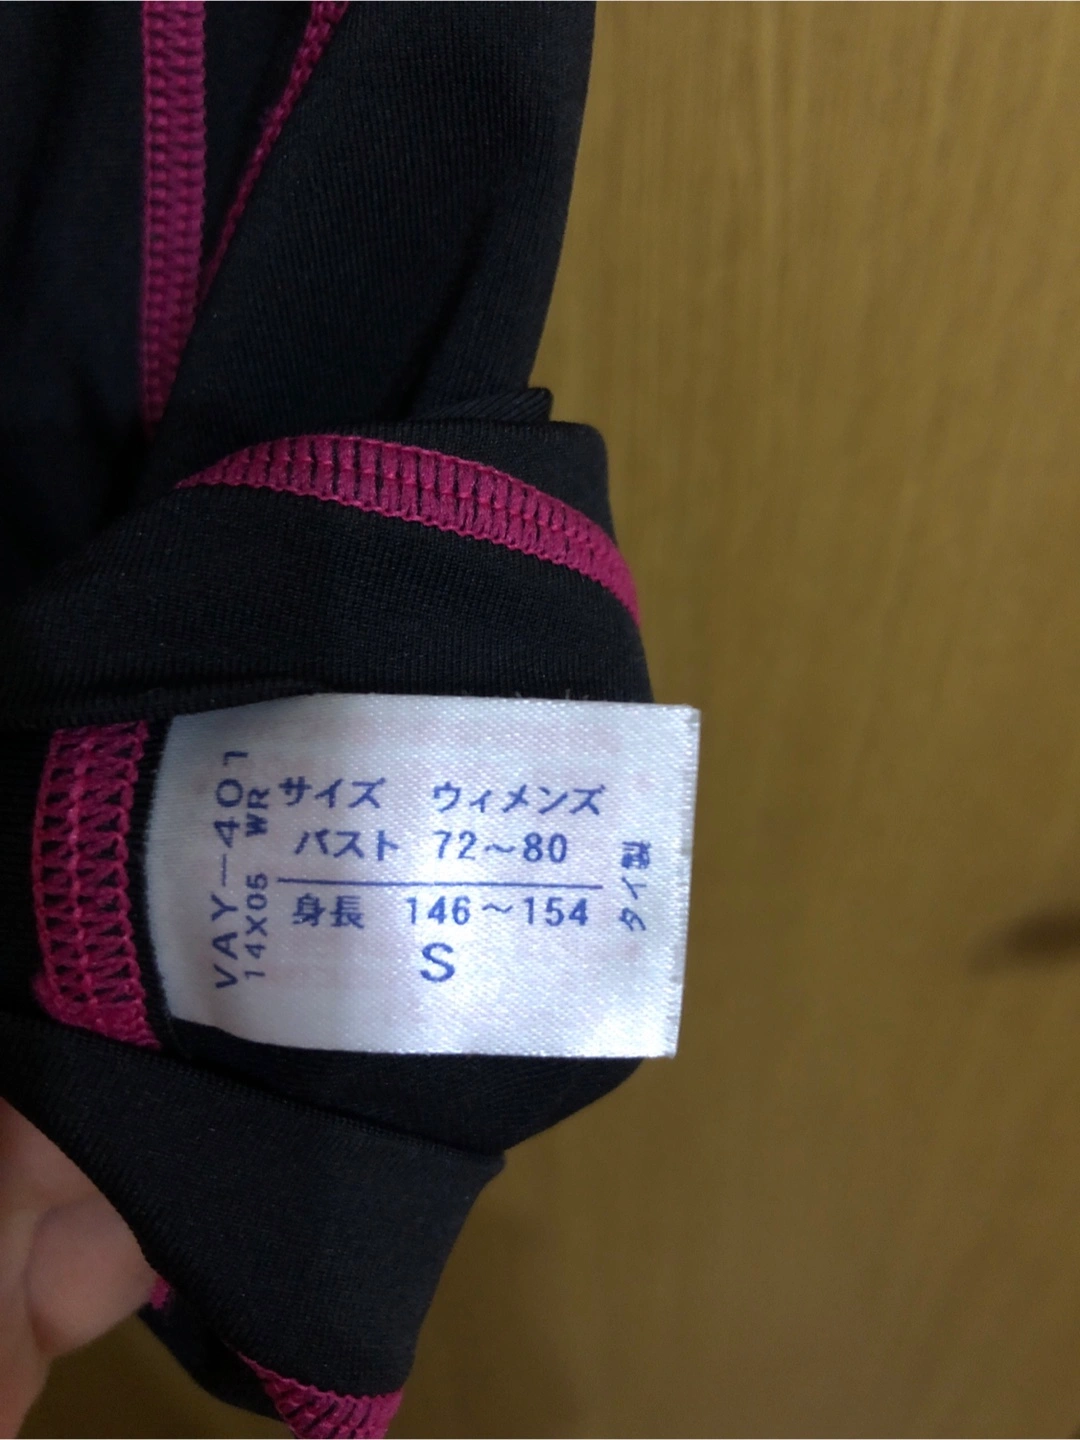 サイズ ウィメンズ
バスト 72～80
身長 146～154
S
VAY-401
14X05 WR
タイ製